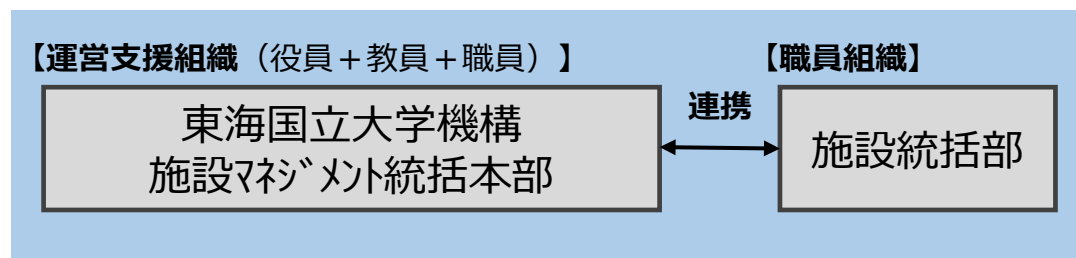 【運営支援組織（役員＋教員＋職員）】
【職員組織】
東海国立大学機構
施設ﾏﾈｼﾞﾒﾝﾄ統括本部
連携
施設統括部